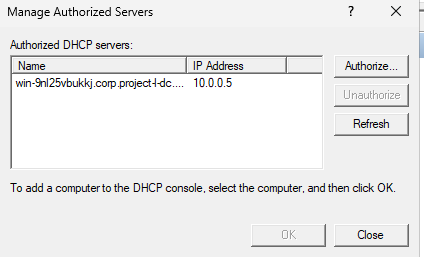 Manage Authorized Servers
Authorized DHCP servers:
Name IP Address
win-9nl25vbukkj.corp.project-l-dc.... 10.0.0.5
Authorize...
Unauthorize
Refresh
To add a computer to the DHCP console, select the computer, and then click OK.
OK Close